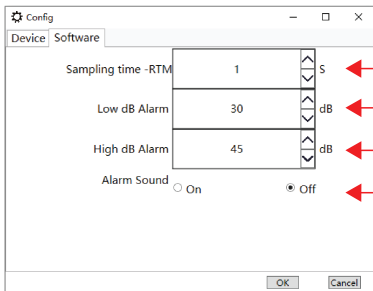 Config
Device Software
Sampling time -RTM 1 S
Low dB Alarm 30 dB
High dB Alarm 45 dB
Alarm Sound On Off
OK Cancel